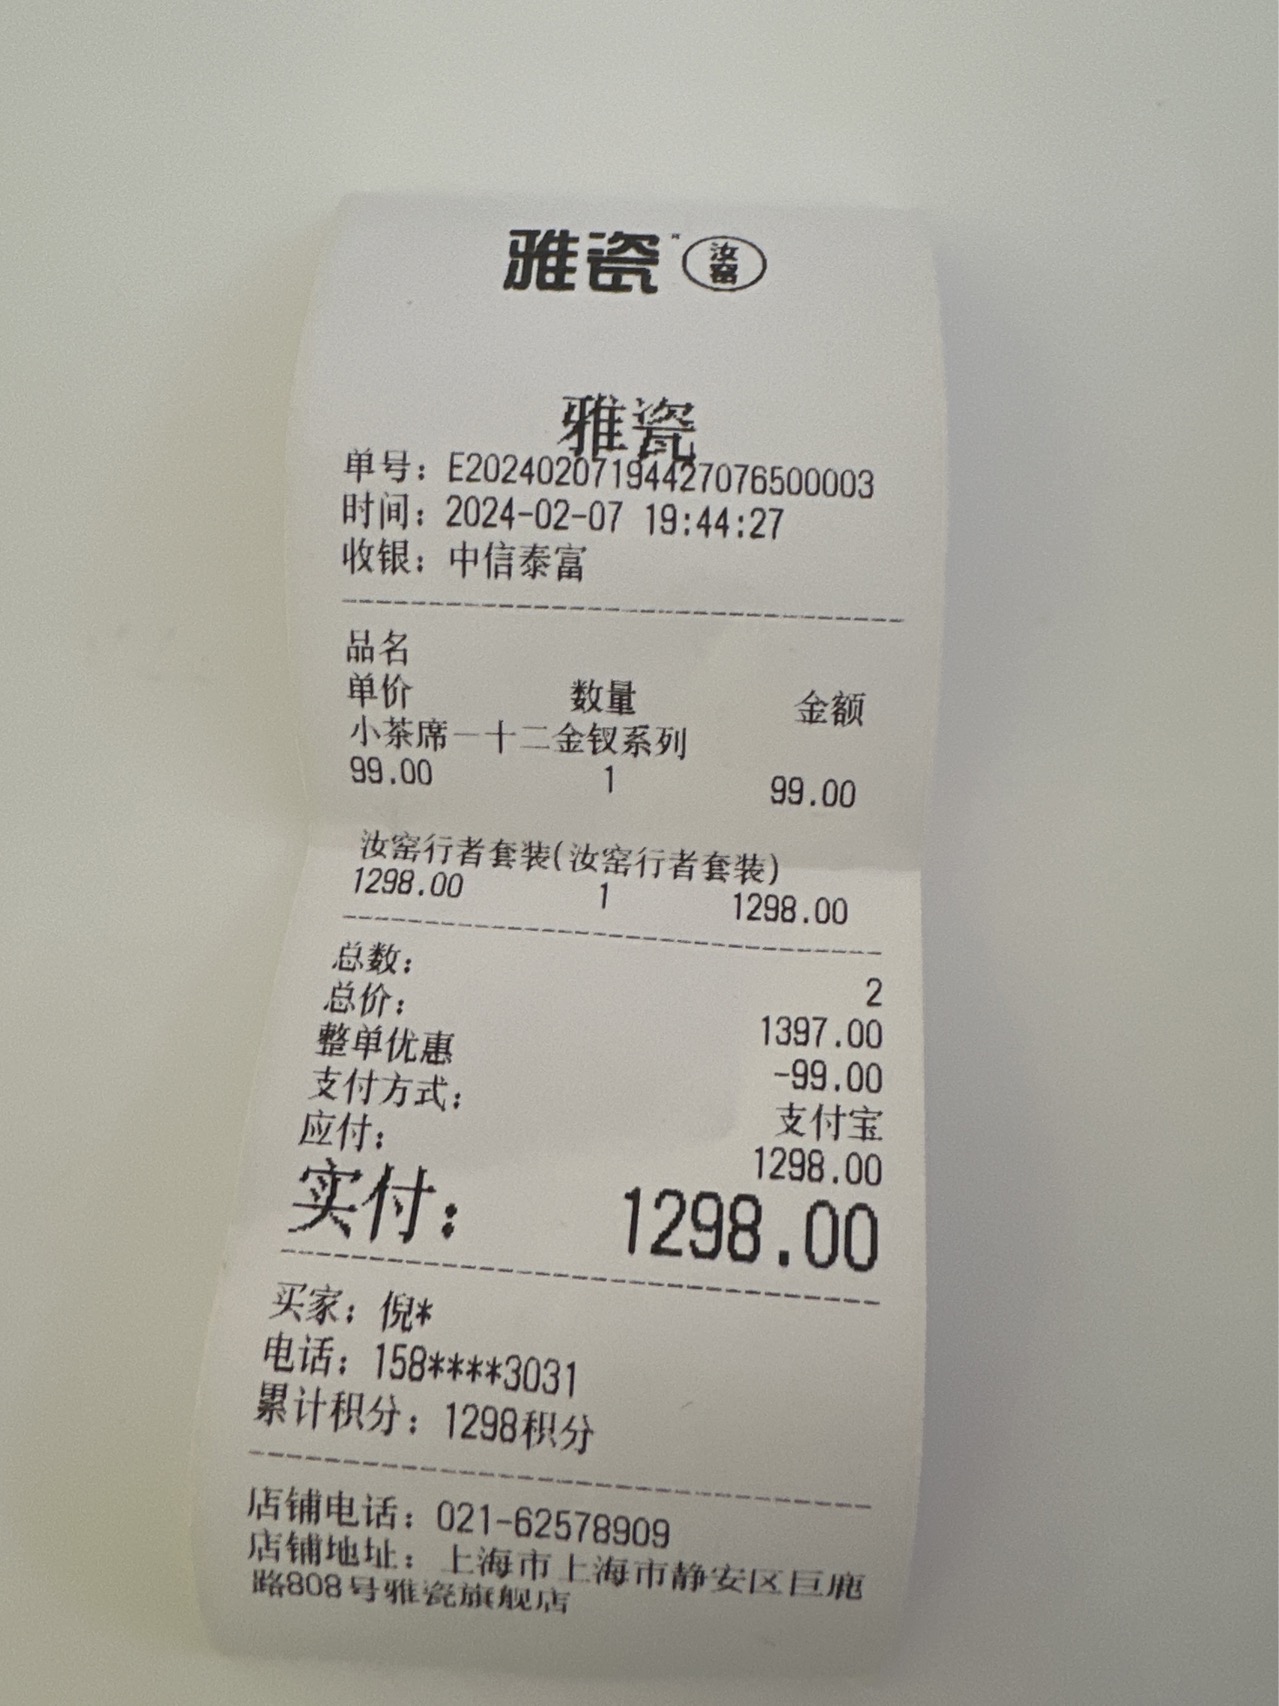 雅瓷 汝窑
雅瓷
单号：E20240207194427076500003
时间：2024-02-07 19:44:27
收银：中信泰富
品名
单价 数量 金额
小茶席一十二金钗系列
99.00 1 99.00
汝窑行者套装(汝窑行者套装)
1298.00 1 1298.00
总数： 2
总价： 1397.00
整单优惠 -99.00
支付方式： 支付宝
应付： 1298.00
实付： 1298.00
买家：倪*
电话：158****3031
累计积分：1298积分
店铺电话：021-62578909
店铺地址：上海市上海市静安区巨鹿
路808号雅瓷旗舰店